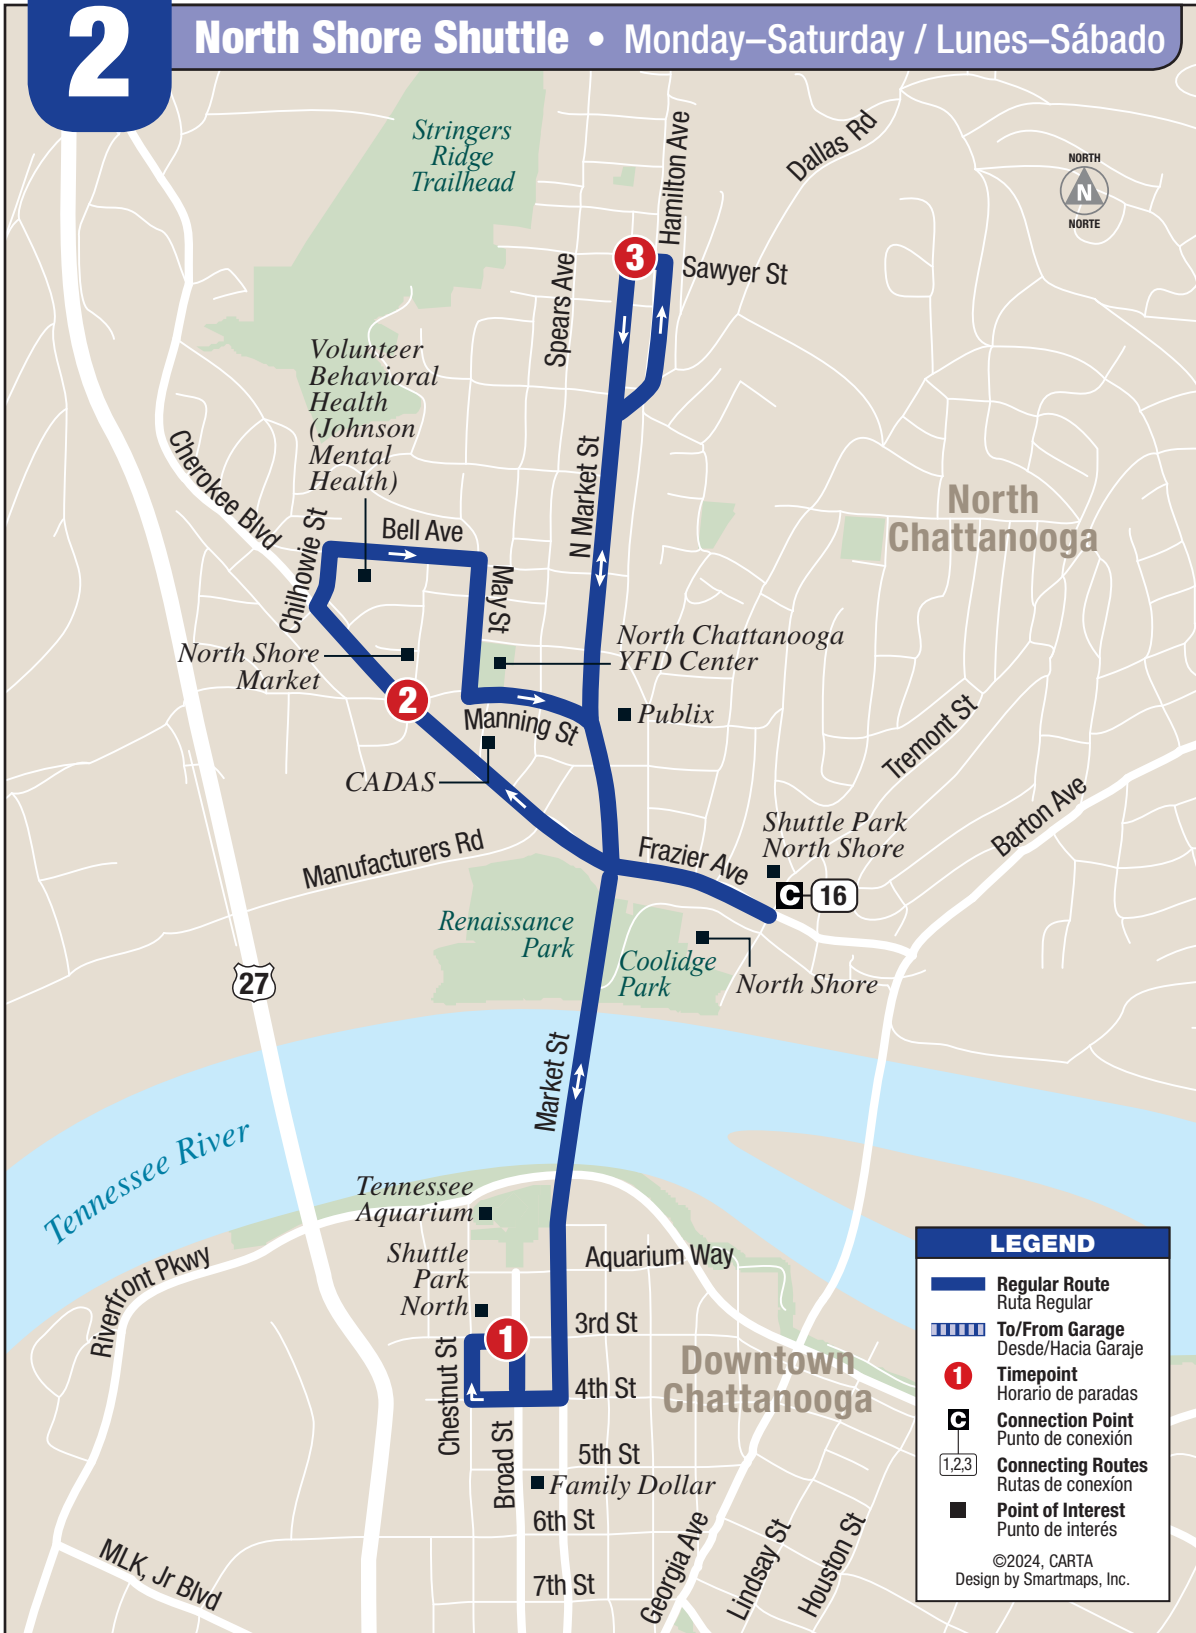 2
North Shore Shuttle • Monday–Saturday / Lunes–Sábado
Stringers
Ridge
Trailhead
Hamilton Ave
Dallas Rd
NORTH
N
NORTE
3
Sawyer St
Spears Ave
Volunteer
Behavioral
Health
(Johnson
Mental
Health)
Cherokee Blvd
N Market St
North
Chattanooga
Chilhowie St
Bell Ave
May St
North Shore
Market
North Chattanooga
YFD Center
2
Manning St
Publix
CADAS
Tremont St
Barton Ave
Manufacturers Rd
Frazier Ave
Shuttle Park
North Shore
C
16
Renaissance
Park
Coolidge
Park
North Shore
27
Market St
Tennessee River
Tennessee
Aquarium
Riverfront Pkwy
Shuttle
Park
North
Aquarium Way
1
3rd St
Chestnut St
4th St
Downtown
Chattanooga
Broad St
5th St
Family Dollar
6th St
7th St
MLK, Jr Blvd
Georgia Ave
Lindsay St
Houston St
LEGEND
Regular Route
Ruta Regular
To/From Garage
Desde/Hacia Garaje
1
Timepoint
Horario de paradas
C
Connection Point
Punto de conexión
1,2,3
Connecting Routes
Rutas de conexíon
Point of Interest
Punto de interés
©2024, CARTA
Design by Smartmaps, Inc.